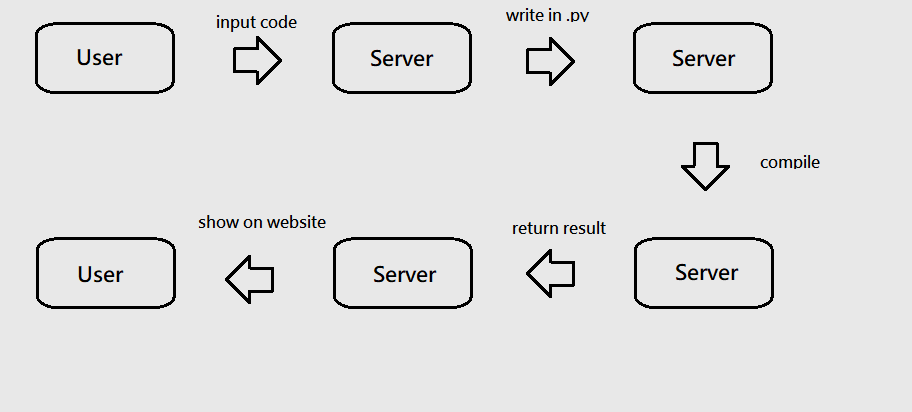 input code
write in .py
User
Server
Server
compile
show on website
return result
User
Server
Server